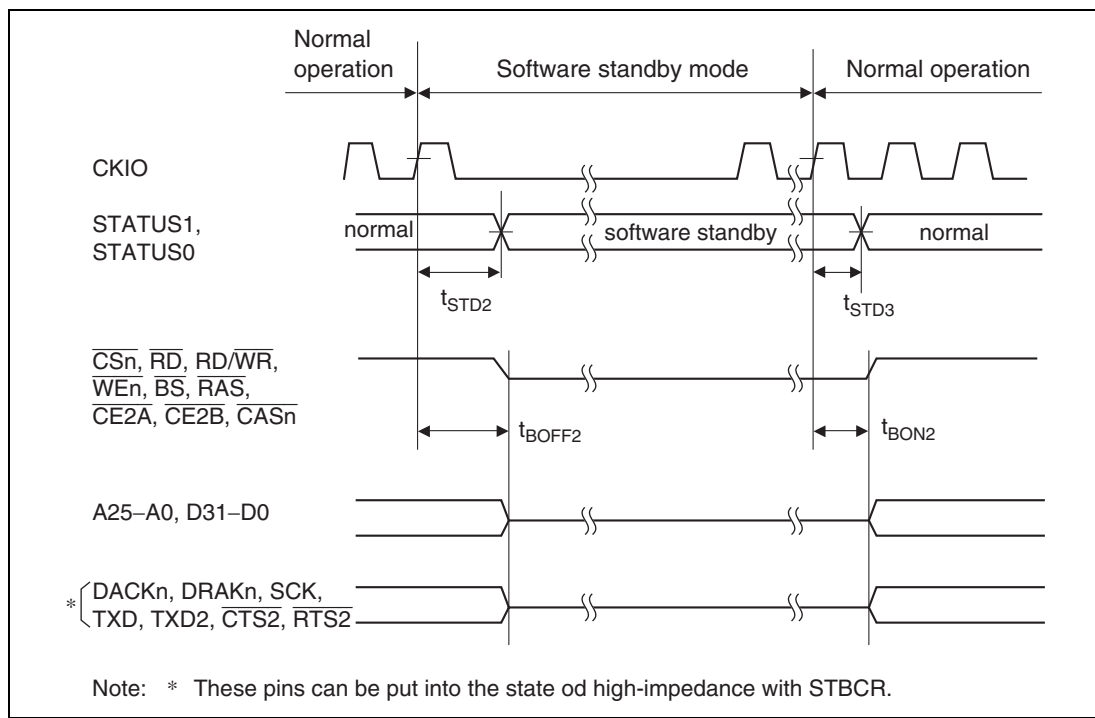 Normal
operation
Software standby mode
Normal operation
CKIO
STATUS1,
STATUS0
normal
software standby
normal
tSTD2
tSTD3
CSn, RD, RD/WR,
WEn, BS, RAS,
CE2A, CE2B, CASn
tBOFF2
tBON2
A25–A0, D31–D0
* DACKn, DRAKn, SCK,
TXD, TXD2, CTS2, RTS2
Note: * These pins can be put into the state od high-impedance with STBCR.